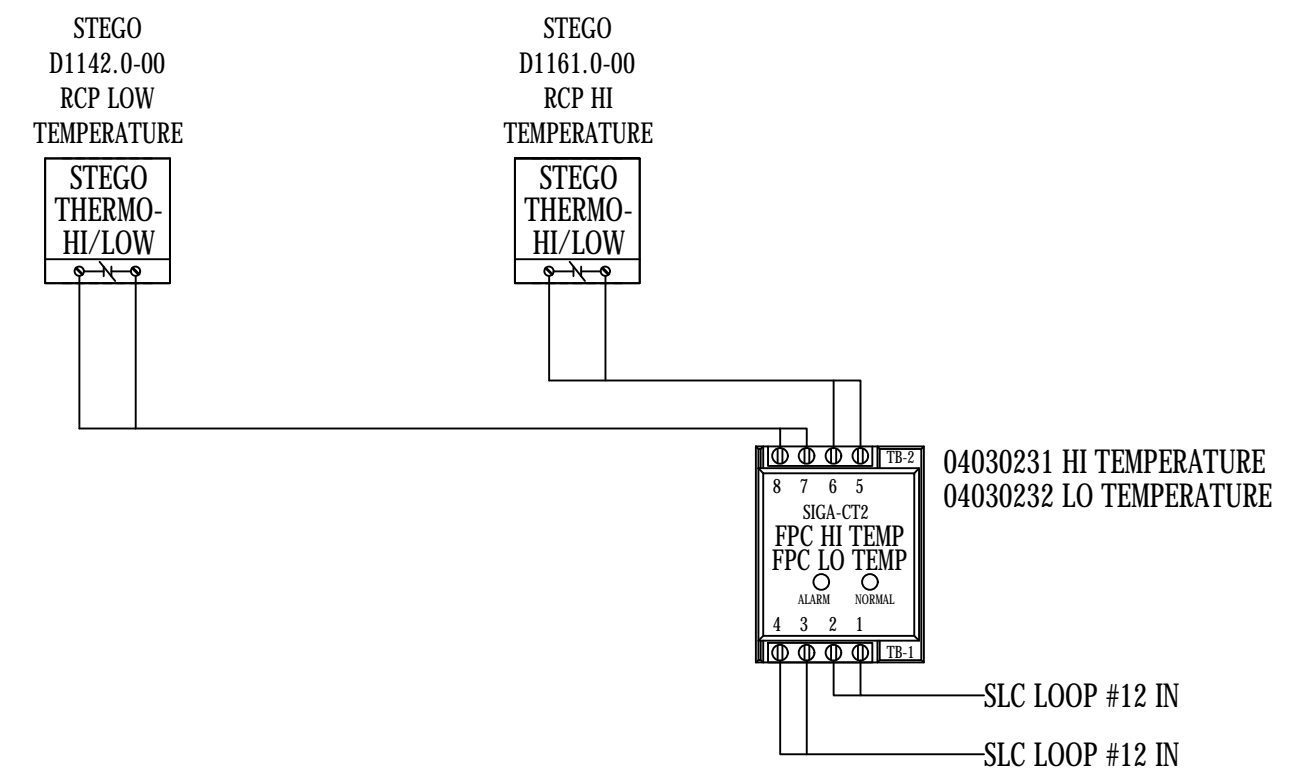 STEGO
D1142.0-00
RCP LOW
TEMPERATURE
STEGO
THERMO-
HI/LOW
STEGO
D1161.0-00
RCP HI
TEMPERATURE
STEGO
THERMO-
HI/LOW
TB-2
8 7 6 5
SIGA-CT2
FPC HI TEMP
FPC LO TEMP
ALARM NORMAL
4 3 2 1
TB-1
04030231 HI TEMPERATURE
04030232 LO TEMPERATURE
SLC LOOP #12 IN
SLC LOOP #12 IN